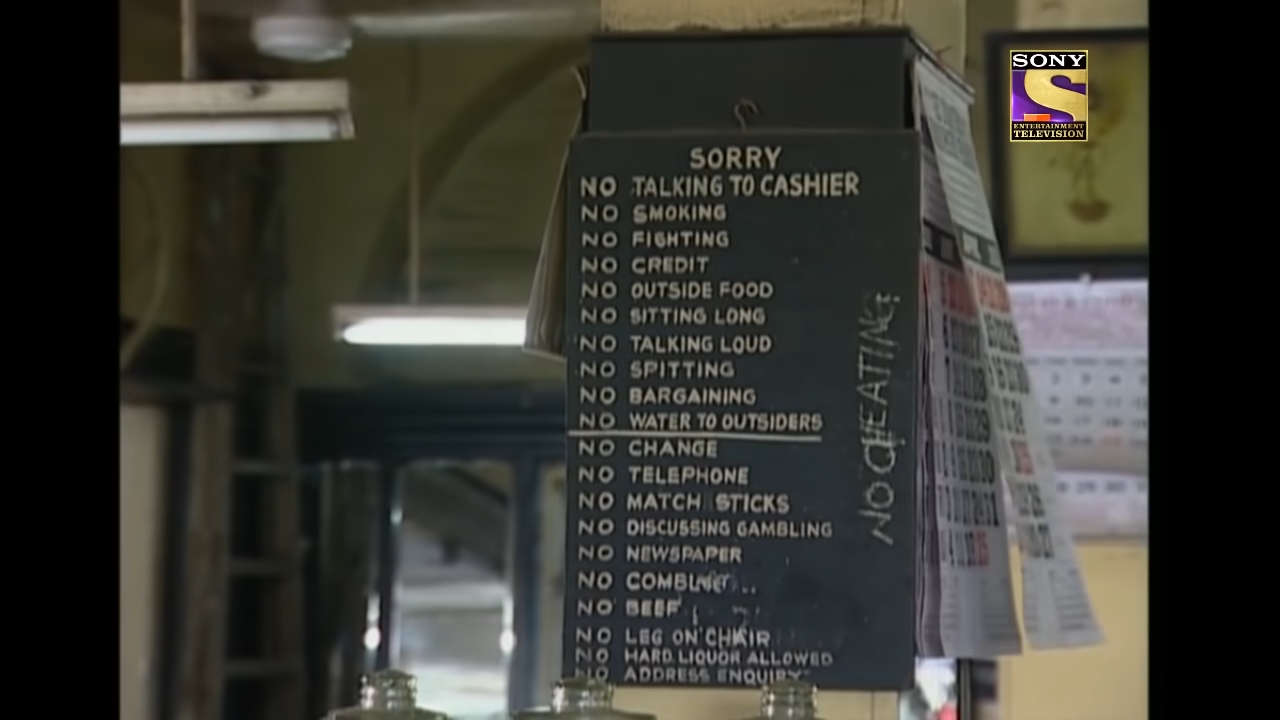 SONY
ENTERTAINMENT
TELEVISION
SORRY
NO TALKING TO CASHIER
NO SMOKING
NO FIGHTING
NO CREDIT
NO OUTSIDE FOOD
NO SITTING LONG
NO TALKING LOUD
NO SPITTING
NO BARGAINING
NO WATER TO OUTSIDERS
NO CHANGE
NO TELEPHONE
NO MATCH STICKS
NO DISCUSSING GAMBLING
NO NEWSPAPER
NO
NO BEEF
NO LEG ON CHAIR
NO HARD LIQUOR ALLOWED
NO ADDRESS ENQUIRY
NO CHEATING